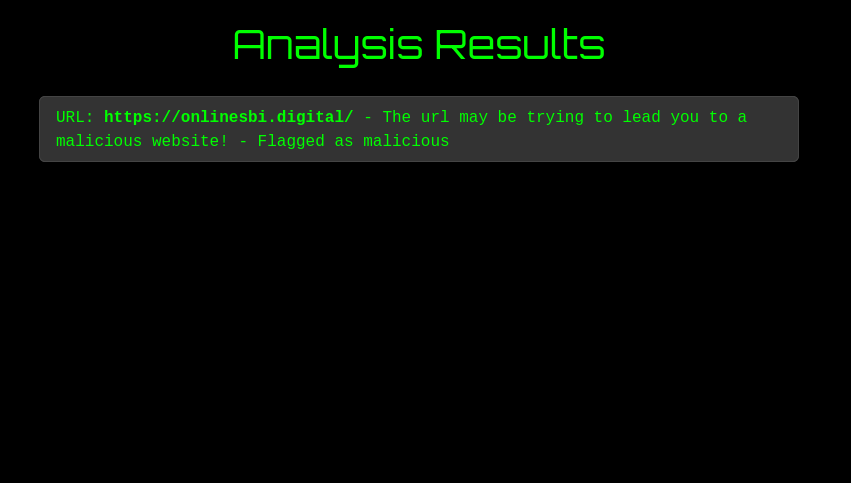 Analysis Results
URL: https://onlinesbi.digital/ - The url may be trying to lead you to a
malicious website! - Flagged as malicious